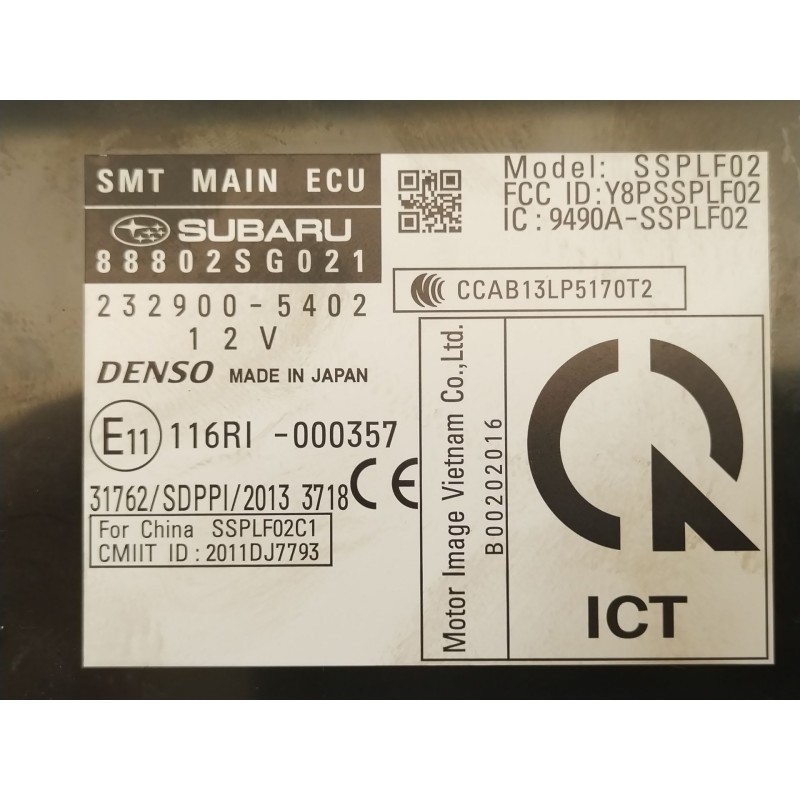 SMT MAIN ECU
SUBARU
88802SG021
232900-5402
12V
DENSO MADE IN JAPAN
E11 116RI -000357
31762/SDPPI/2013 3718 CE
For China SSPLF02C1
CMIIT ID : 2011DJ7793
Model: SSPLF02
FCC ID:Y8PSSPLF02
IC : 9490A-SSPLF02
CCAB13LP5170T2
Motor Image Vietnam Co.,Ltd.
B00202016
ICT